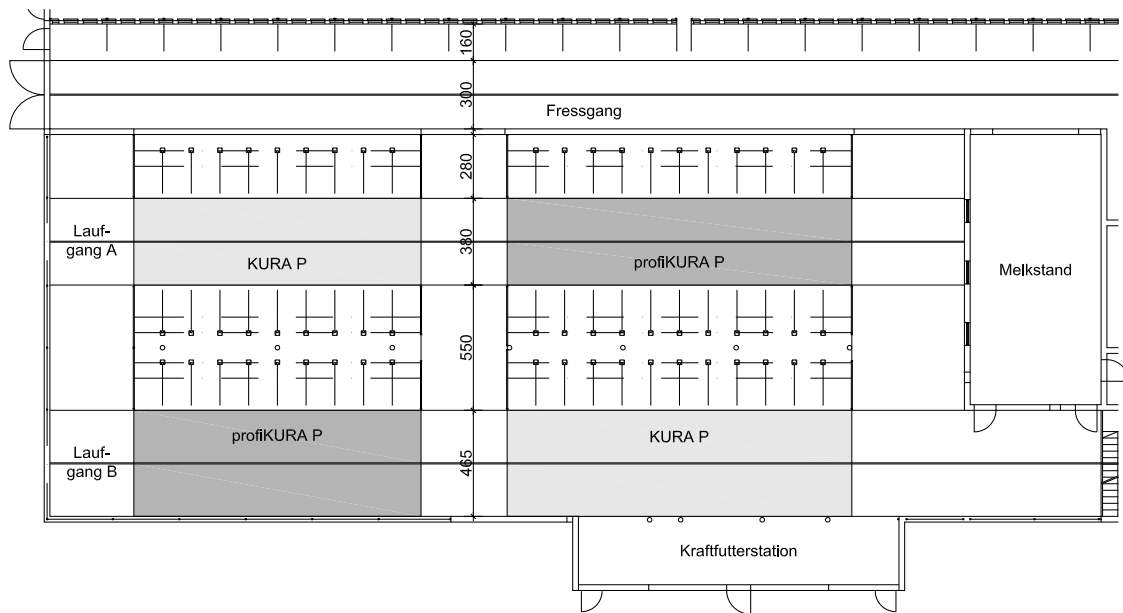 160
300
Fressgang
280
Lauf-
gang A
380
KURA P
profiKURA P
Melkstand
550
profiKURA P
KURA P
Lauf-
gang B
465
Kraftfutterstation